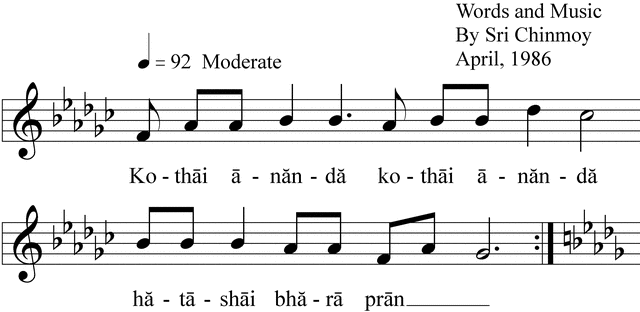 Words and Music
By Sri Chinmoy
April, 1986
= 92 Moderate
Ko - thāi ā - năn - dă ko - thāi ā - năn - dă
hă - tā - shāi bhă - rā prān